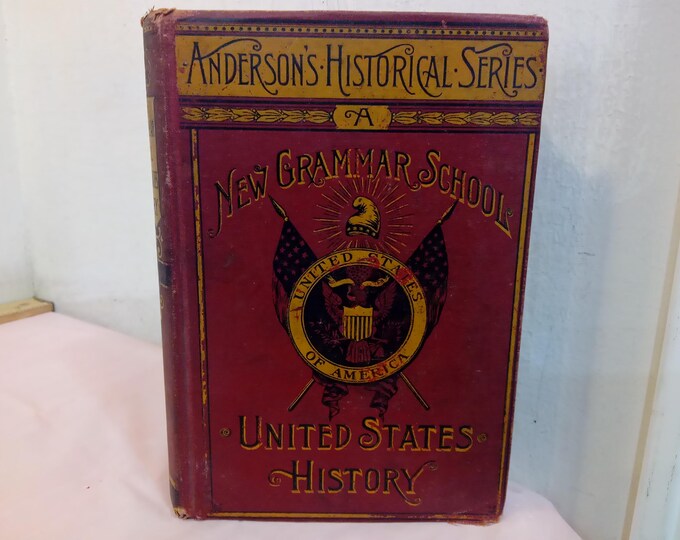 ANDERSON'S · HISTORICAL · SERIES ·
A
NEW GRAMMAR SCHOOL
UNITED STATES
OF AMERICA
· UNITED STATES ·
HISTORY